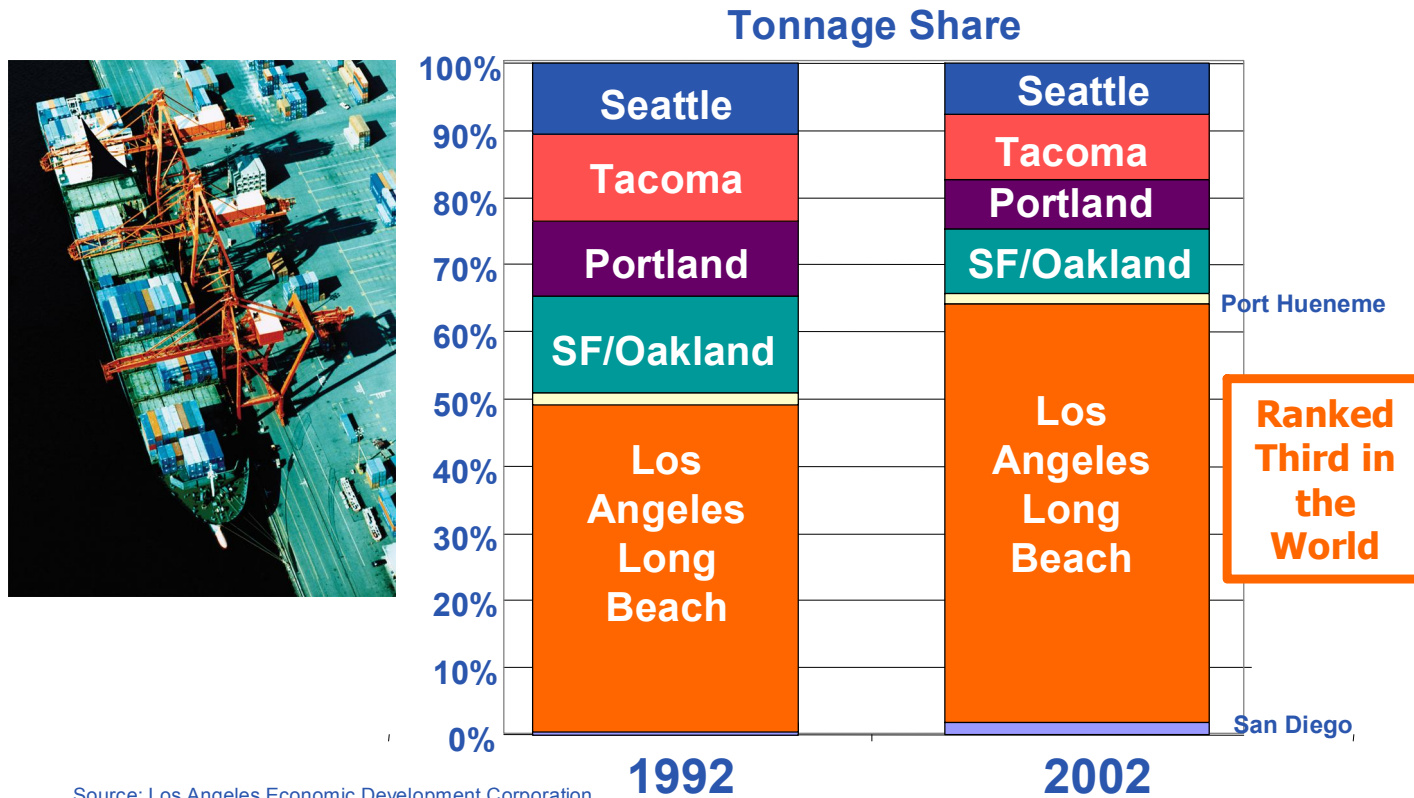 Tonnage Share
100%
90%
80%
70%
60%
50%
40%
30%
20%
10%
0%
Seattle
Tacoma
Portland
SF/Oakland
Los
Angeles
Long
Beach
Seattle
Tacoma
Portland
SF/Oakland
Los
Angeles
Long
Beach
Port Hueneme
Ranked
Third in
the
World
San Diego
1992
2002
Source: Los Angeles Economic Development Corporation